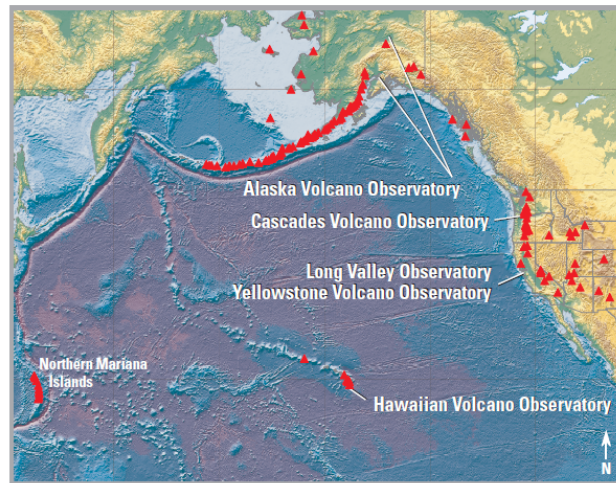 Alaska Volcano Observatory
Cascades Volcano Observatory
Long Valley Observatory
Yellowstone Volcano Observatory
Northern Mariana
Islands
Hawaiian Volcano Observatory
N